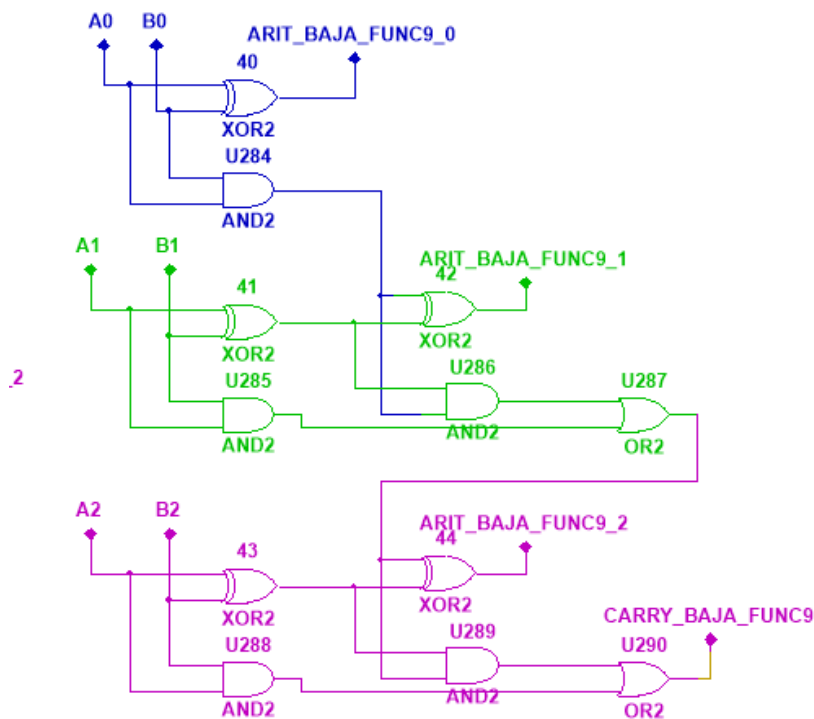 A0 B0 ARIT_BAJA_FUNC9_0
40
XOR2
U284
AND2
A1 B1 ARIT_BAJA_FUNC9_1
41 42
XOR2 XOR2
_2
U285 U286 U287
AND2 AND2 OR2
A2 B2 ARIT_BAJA_FUNC9_2
43 44
XOR2 XOR2
CARRY_BAJA_FUNC9
U288 U289 U290
AND2 AND2 OR2